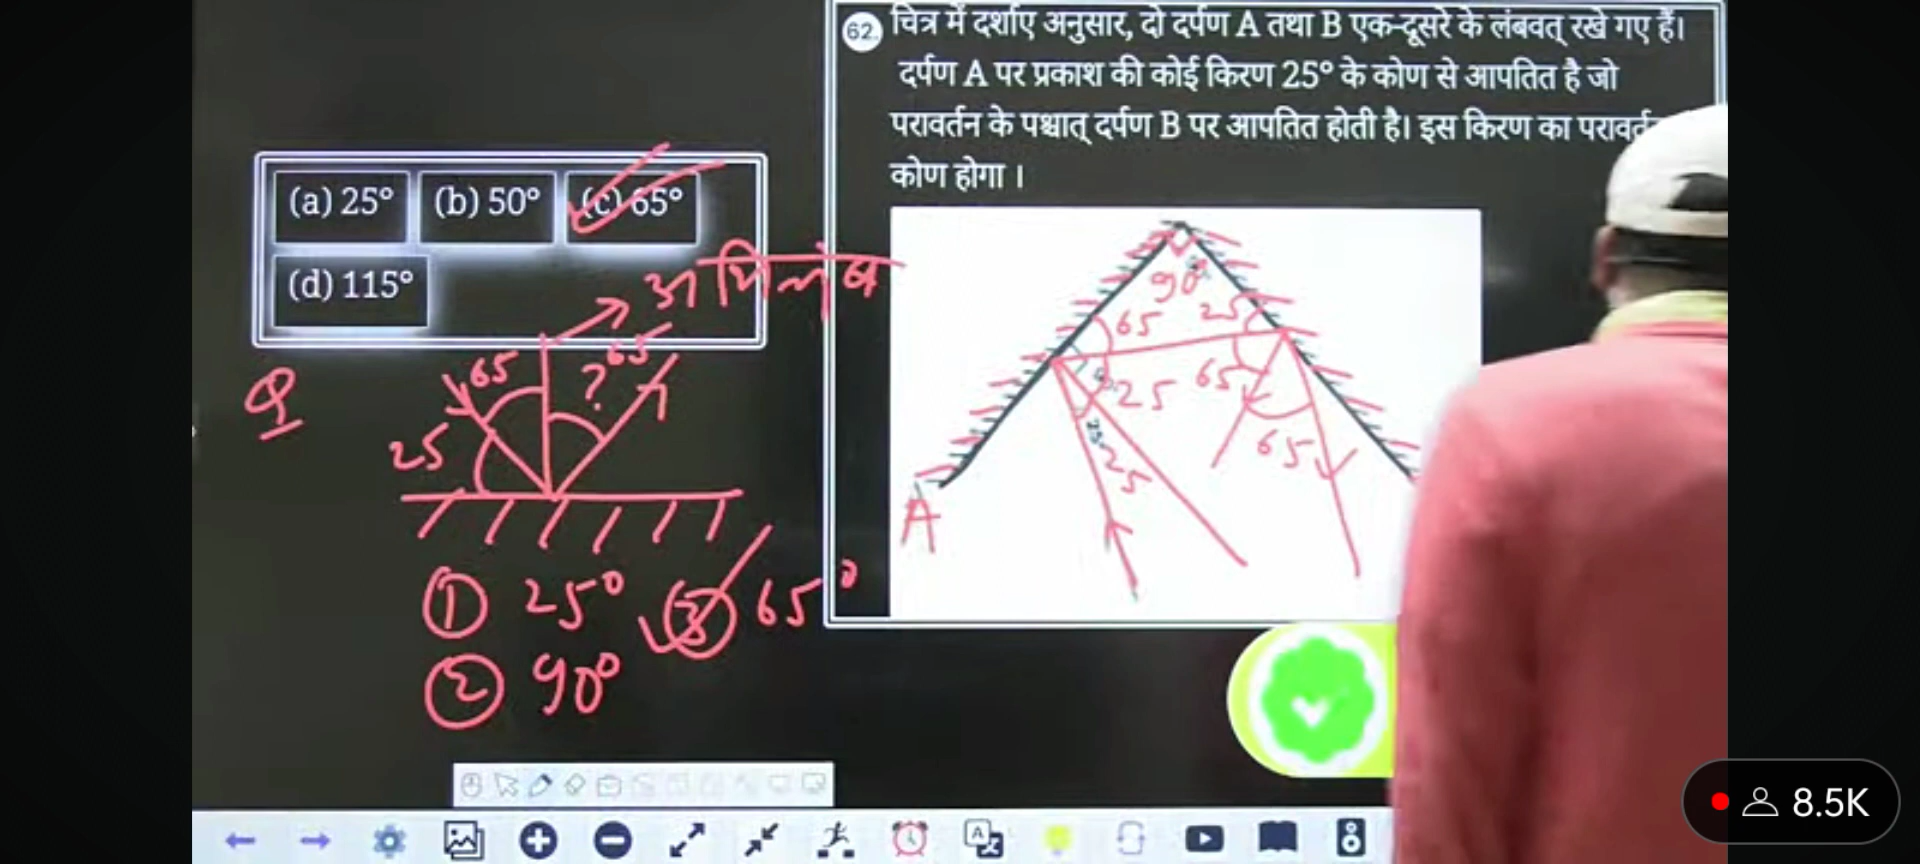 62. चित्र में दर्शाए अनुसार, दो दर्पण A तथा B एक-दूसरे के लंबवत् रखे गए हैं।
दर्पण A पर प्रकाश की कोई किरण 25° के कोण से आपतित है जो
परावर्तन के पश्चात् दर्पण B पर आपतित होती है। इस किरण का
कोण होगा ।
(a) 25° (b) 50° (c) 65°
(d) 115°
अभिलंब
Q
65 ? 65
25
① 25° ③ 65°
② 90°
90°
65 25
25 65
25 25 65
A
8.5K